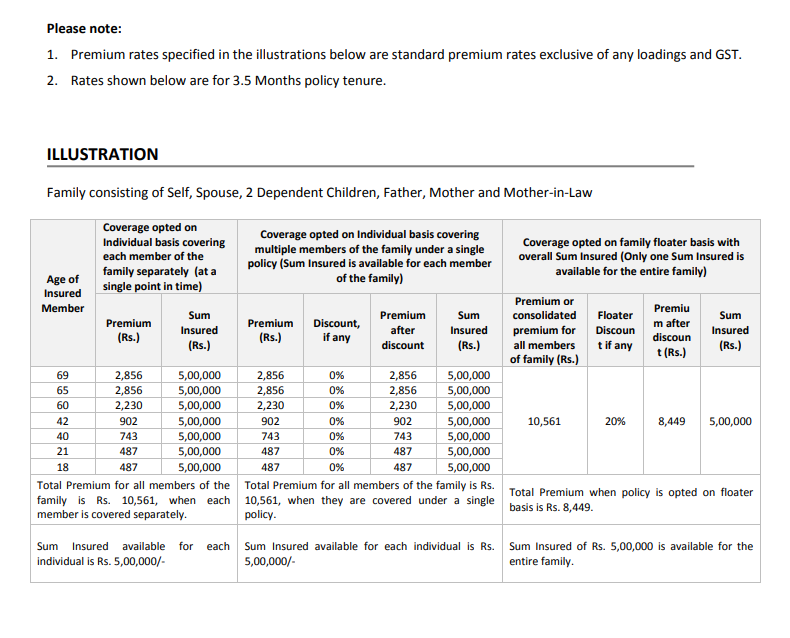 Please note:
1. Premium rates specified in the illustrations below are standard premium rates exclusive of any loadings and GST.
2. Rates shown below are for 3.5 Months policy tenure.
ILLUSTRATION
Family consisting of Self, Spouse, 2 Dependent Children, Father, Mother and Mother-in-Law
Age of
Insured
Member
Coverage opted on
Individual basis covering
each member of the
family separately (at a
single point in time)
Coverage opted on Individual basis covering
multiple members of the family under a single
policy (Sum Insured is available for each member
of the family)
Coverage opted on family floater basis with
overall Sum Insured (Only one Sum Insured is
available for the entire family)
Premium
(Rs.)
Sum
Insured
(Rs.)
Premium
(Rs.)
Discount,
if any
Premium
after
discount
Sum
Insured
(Rs.)
Premium or
consolidated
premium for
all members
of family (Rs.)
Floater
Discoun
t if any
Premiu
m after
discoun
t (Rs.)
Sum
Insured
(Rs.)
69 2,856 5,00,000 2,856 0% 2,856 5,00,000
65 2,856 5,00,000 2,856 0% 2,856 5,00,000
60 2,230 5,00,000 2,230 0% 2,230 5,00,000
42 902 5,00,000 902 0% 902 5,00,000 10,561 20% 8,449 5,00,000
40 743 5,00,000 743 0% 743 5,00,000
21 487 5,00,000 487 0% 487 5,00,000
18 487 5,00,000 487 0% 487 5,00,000
Total Premium for all members of the
family is Rs. 10,561, when each
member is covered separately.
Total Premium for all members of the family is Rs.
10,561, when they are covered under a single
policy.
Total Premium when policy is opted on floater
basis is Rs. 8,449.
Sum Insured available for each
individual is Rs. 5,00,000/-
Sum Insured available for each individual is Rs.
5,00,000/-
Sum Insured of Rs. 5,00,000 is available for the
entire family.